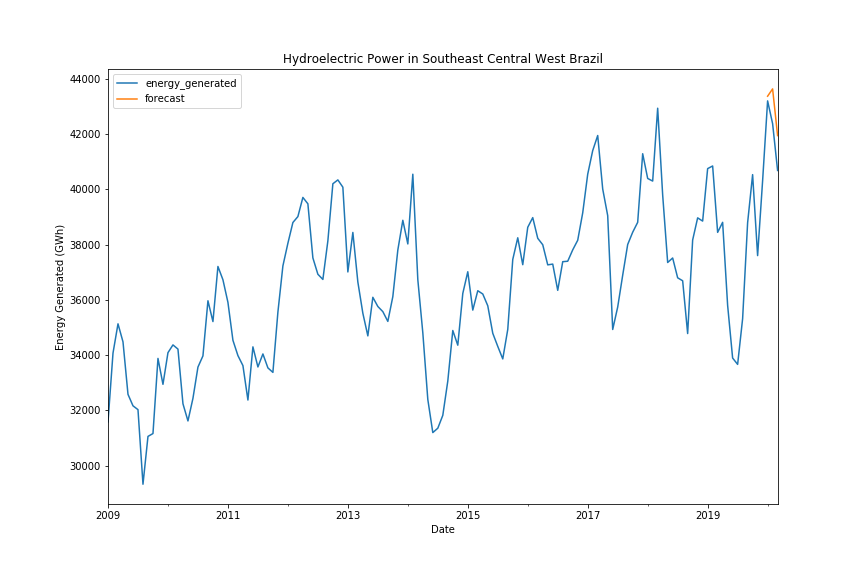 Hydroelectric Power in Southeast Central West Brazil
energy_generated
forecast
44000
42000
40000
38000
36000
34000
32000
30000
Energy Generated (GWh)
2009 2011 2013 2015 2017 2019
Date